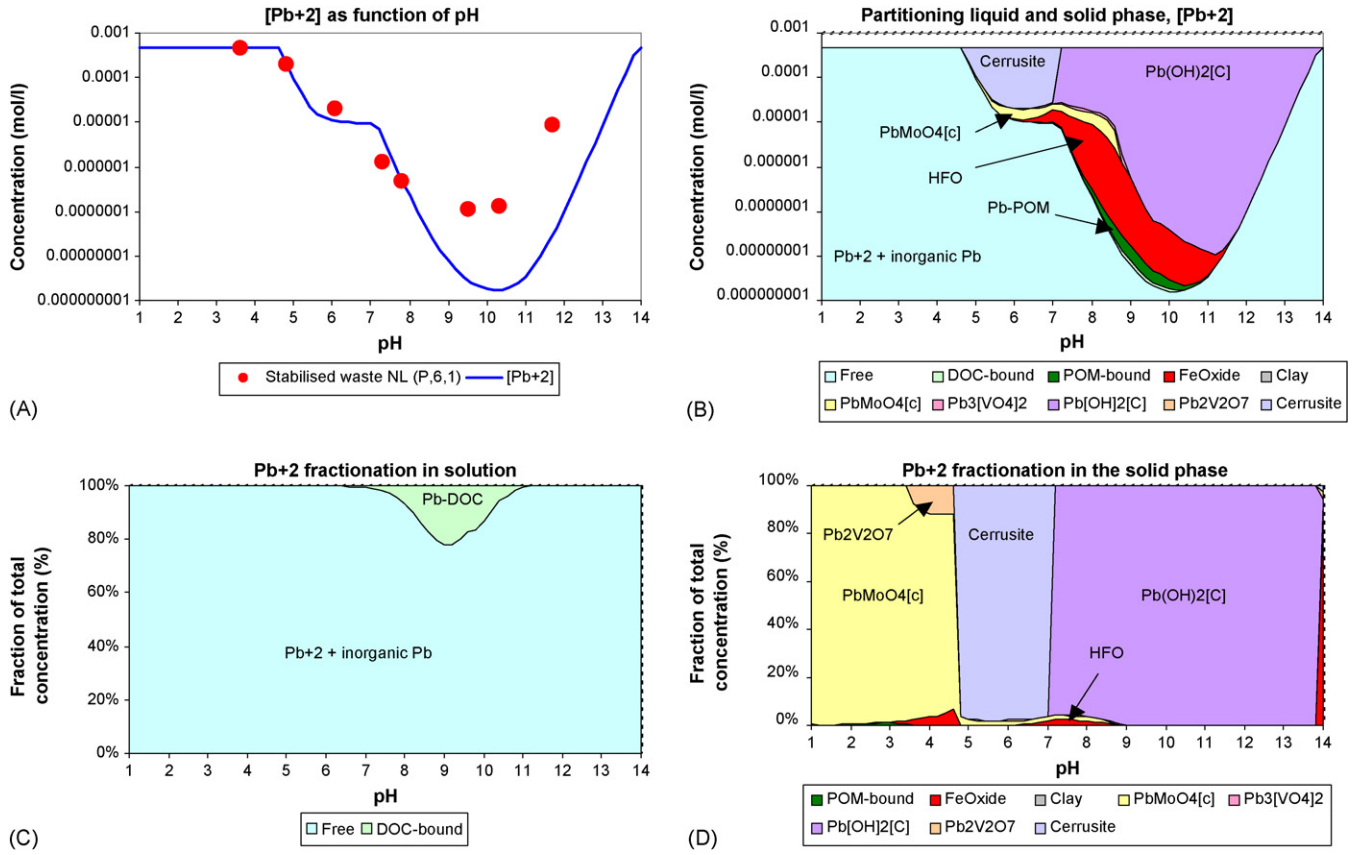 [Pb+2] as function of pH
Concentration (mol/l)
0.001
0.0001
0.00001
0.000001
0.0000001
0.00000001
0.000000001
1 2 3 4 5 6 7 8 9 10 11 12 13 14
pH
Stabilised waste NL (P,6,1) [Pb+2]
(A)
Partitioning liquid and solid phase, [Pb+2]
Concentration (mol/l)
0.001
0.0001
0.00001
0.000001
0.0000001
0.00000001
0.000000001
Cerrusite
Pb(OH)2[C]
PbMoO4[c]
HFO
Pb-POM
Pb+2 + inorganic Pb
1 2 3 4 5 6 7 8 9 10 11 12 13 14
pH
Free DOC-bound POM-bound FeOxide Clay
PbMoO4[c] Pb3[VO4]2 Pb[OH]2[C] Pb2V2O7 Cerrusite
(B)
Pb+2 fractionation in solution
Fraction of total
concentration (%)
100%
80%
60%
40%
20%
0%
Pb-DOC
Pb+2 + inorganic Pb
1 2 3 4 5 6 7 8 9 10 11 12 13 14
pH
Free DOC-bound
(C)
Pb+2 fractionation in the solid phase
Fraction of total
concentration (%)
100%
80%
60%
40%
20%
0%
Pb2V2O7
Cerrusite
PbMoO4[c]
Pb(OH)2[C]
HFO
1 2 3 4 5 6 7 8 9 10 11 12 13 14
pH
POM-bound FeOxide Clay PbMoO4[c] Pb3[VO4]2
Pb[OH]2[C] Pb2V2O7 Cerrusite
(D)